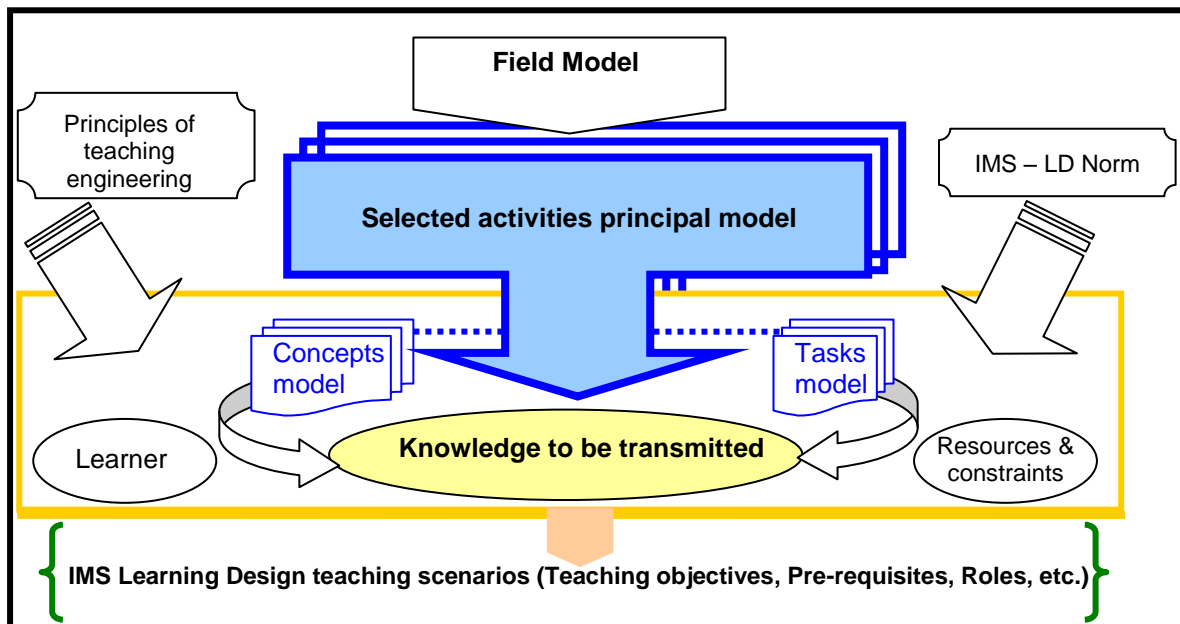 Field Model
Principles of
teaching
engineering
IMS – LD Norm
Selected activities principal model
Concepts
model
Tasks
model
Knowledge to be transmitted
Learner
Resources &
constraints
IMS Learning Design teaching scenarios (Teaching objectives, Pre-requisites, Roles, etc.)